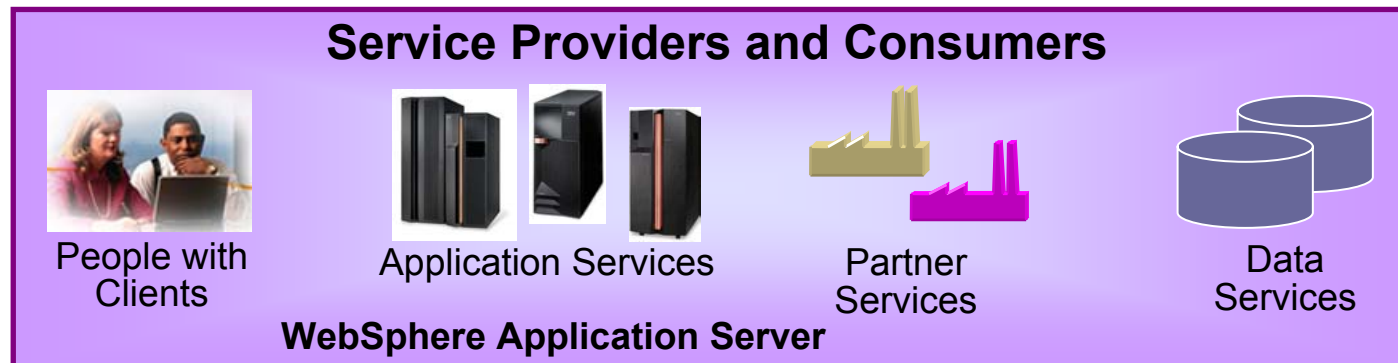 Service Providers and Consumers
People with
Clients
Application Services
Partner
Services
Data
Services
WebSphere Application Server